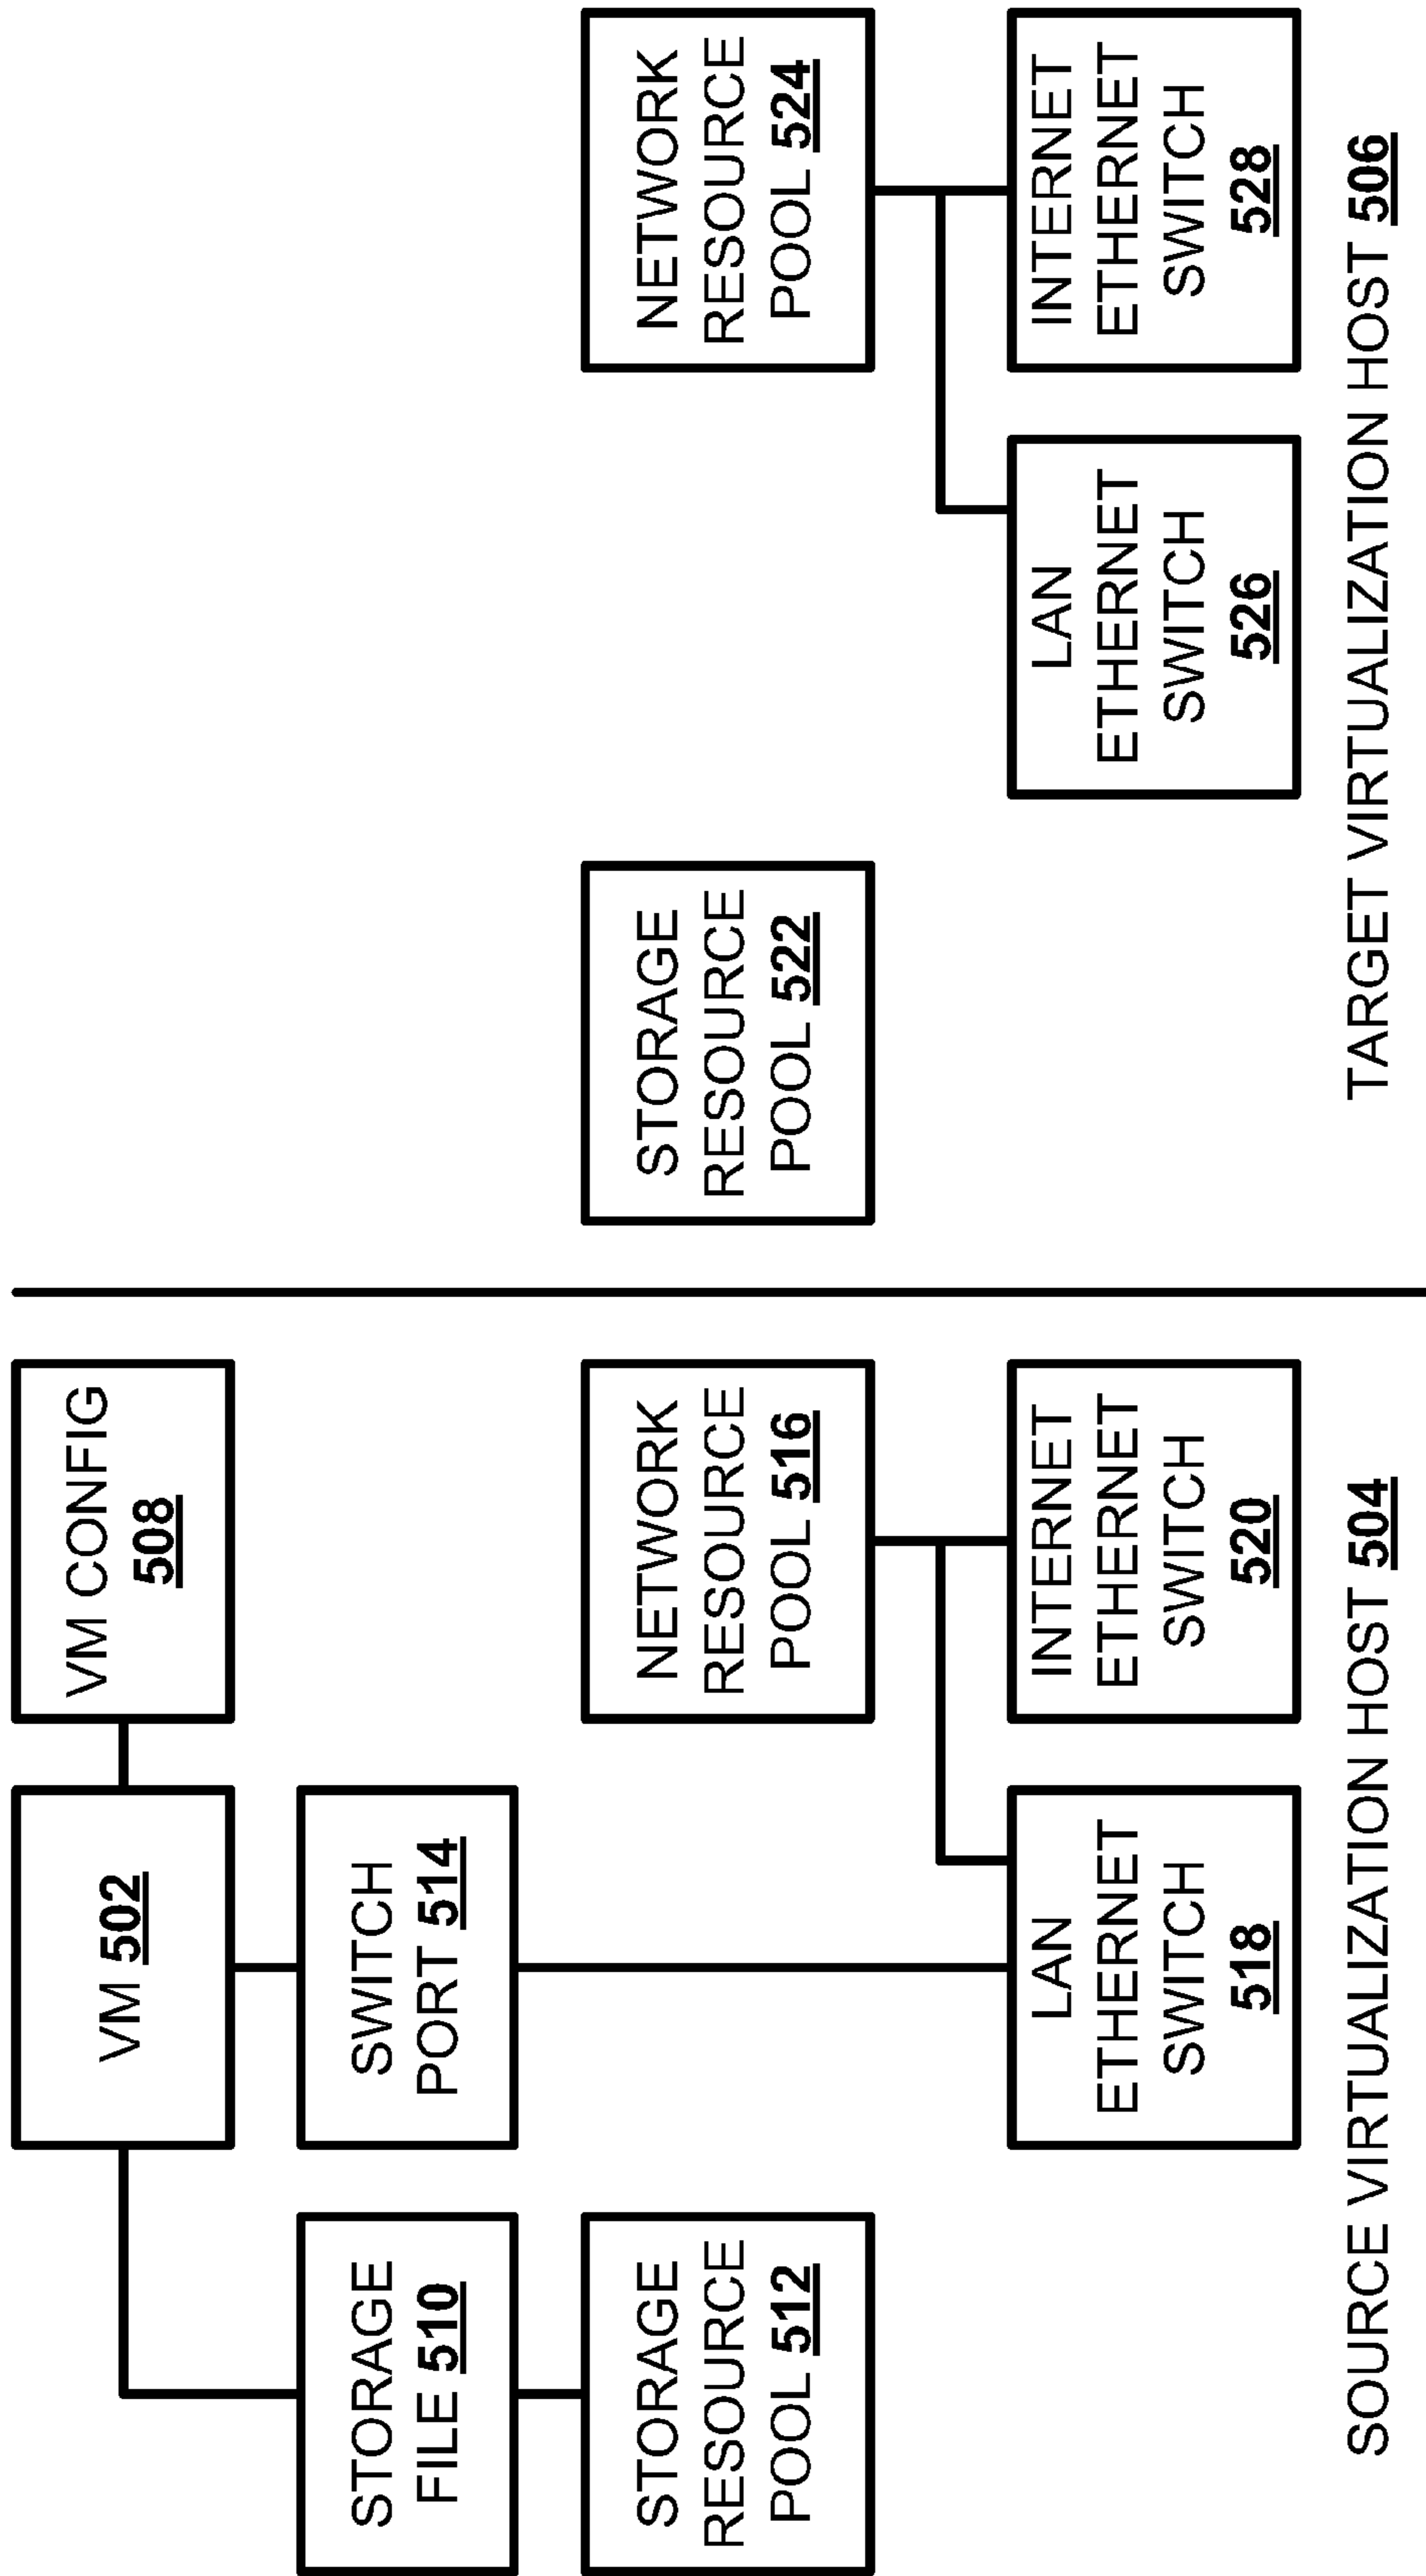 VM 502
VM CONFIG
508
STORAGE
FILE 510
SWITCH
PORT 514
STORAGE
RESOURCE
POOL 512
NETWORK
RESOURCE
POOL 516
LAN
ETHERNET
SWITCH
518
INTERNET
ETHERNET
SWITCH
520
SOURCE VIRTUALIZATION HOST 504
STORAGE
RESOURCE
POOL 522
NETWORK
RESOURCE
POOL 524
LAN
ETHERNET
SWITCH
526
INTERNET
ETHERNET
SWITCH
528
TARGET VIRTUALIZATION HOST 506